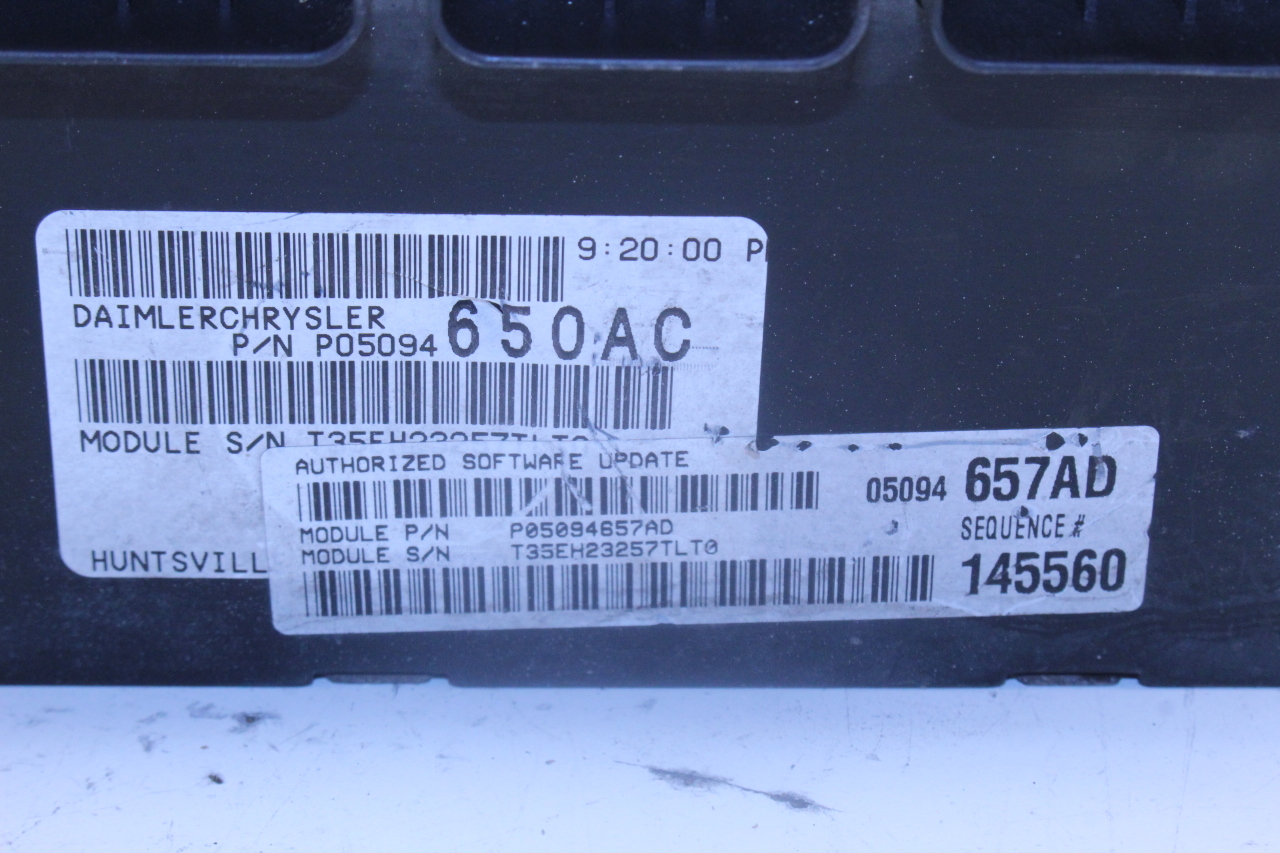 9:20:00 P
DAIMLERCHRYSLER
P/N P05094 650AC
MODULE S/N T35EH23257TLT0
HUNTSVILL
AUTHORIZED SOFTWARE UPDATE
05094 657AD
MODULE P/N P05094657AD
MODULE S/N T35EH23257TLT0
SEQUENCE #
145560